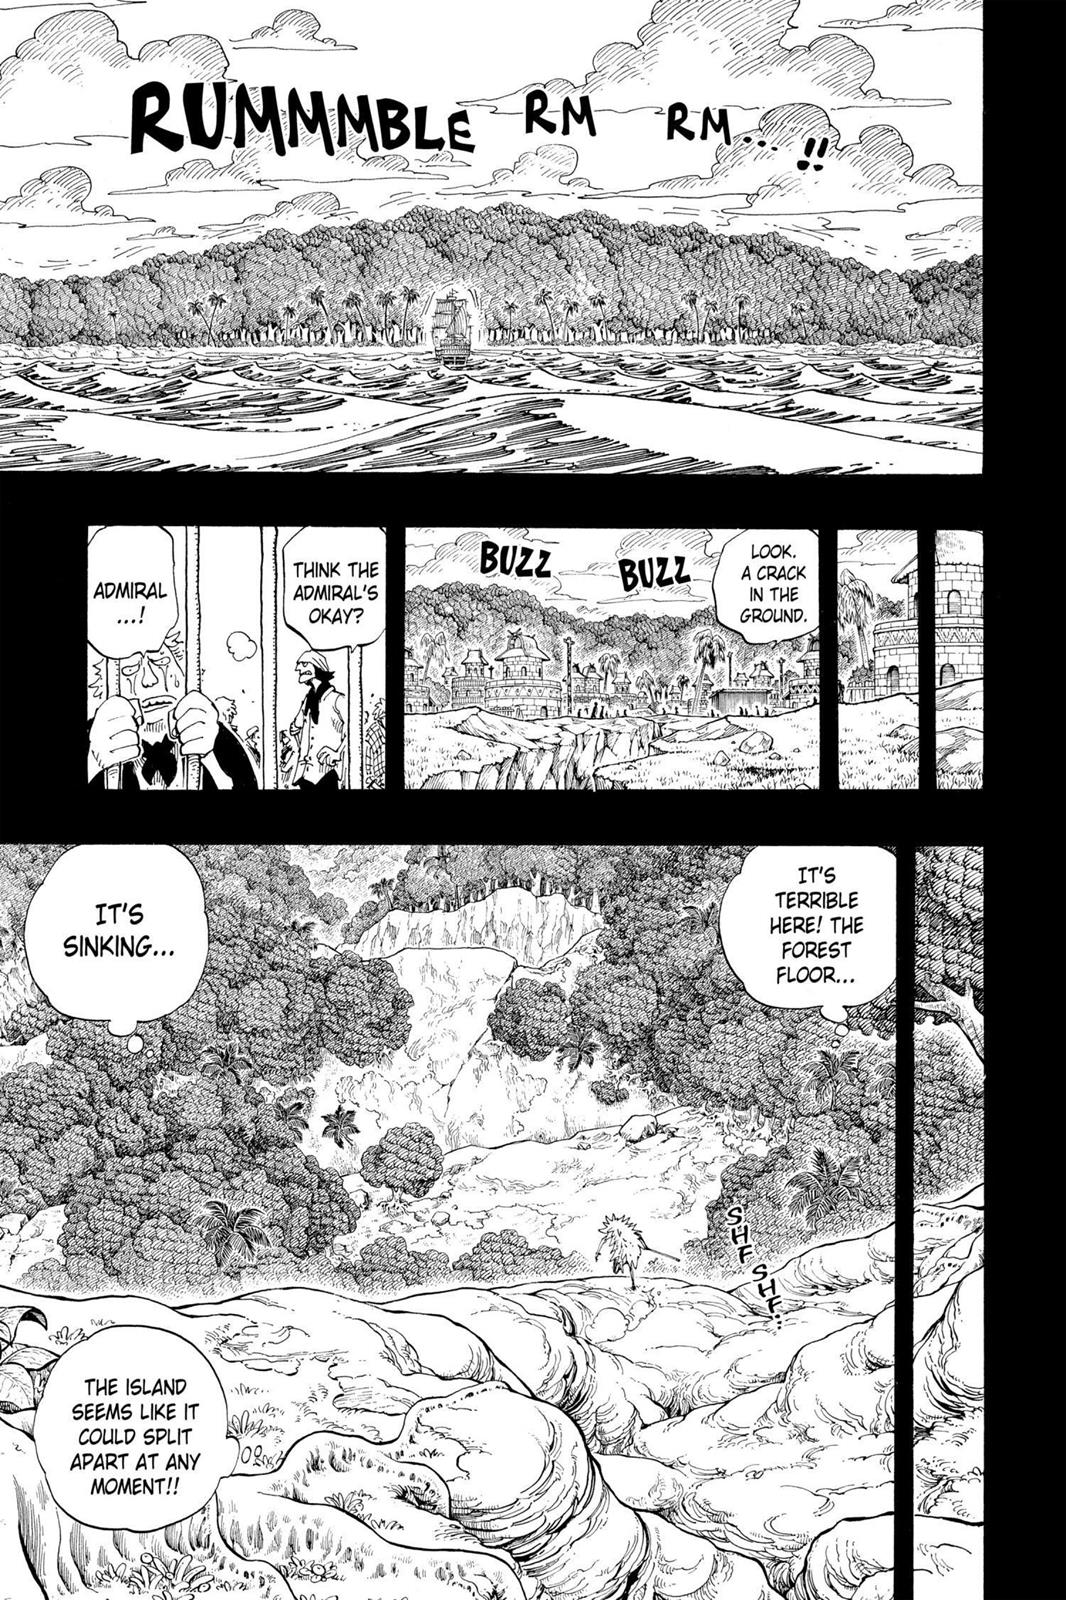 RUMMMBLE RM RM...!!
LOOK.
A CRACK
IN THE
GROUND.
BUZZ
BUZZ
THINK THE
ADMIRAL'S
OKAY?
ADMIRAL
...!
IT'S
TERRIBLE
HERE! THE
FOREST
FLOOR...
IT'S
SINKING...
SHF SHF..
THE ISLAND
SEEMS LIKE IT
COULD SPLIT
APART AT ANY
MOMENT!!